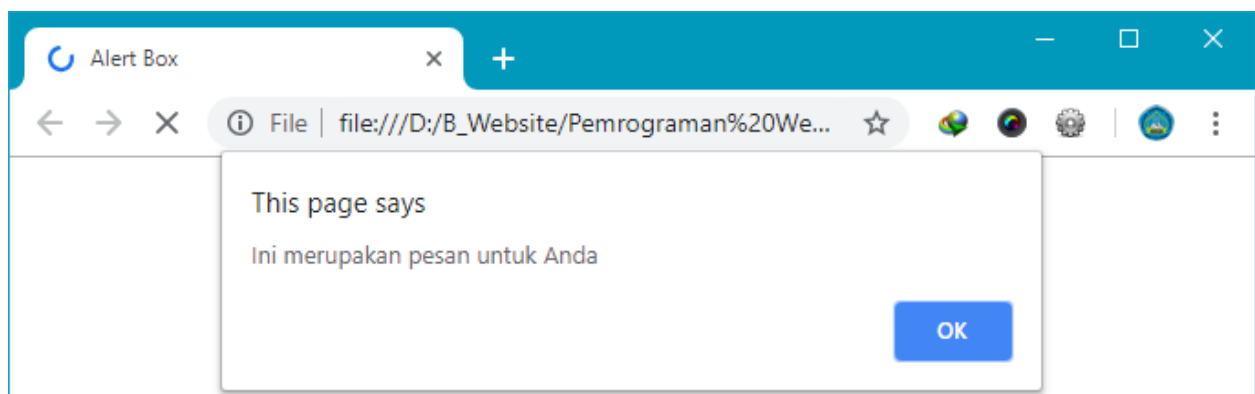 Alert Box
File file:///D:/B_Website/Pemrograman%20We...
This page says
Ini merupakan pesan untuk Anda
OK